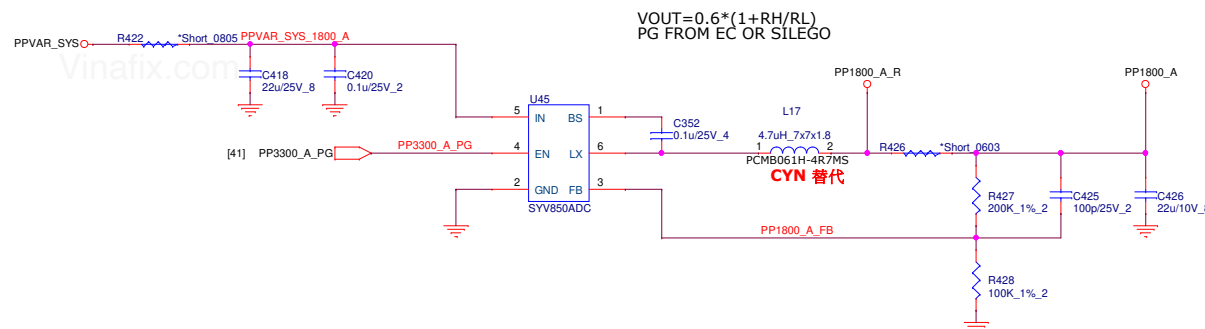 VOUT=0.6*(1+RH/RL)
PG FROM EC OR SILEGO
PPVAR_SYS
R422
*Short_0805
PPVAR_SYS_1800_A
Vinafix.com
C418
22u/25V_8
C420
0.1u/25V_2
PP1800_A_R
PP1800_A
U45
5
IN
BS
1
C352
0.1u/25V_4
L17
4.7uH_7x7x1.8
[41]
PP3300_A_PG
PP3300_A_PG
4
EN
LX
6
1
2
PCMB061H-4R7MS
CYN 替代
R426
*Short_0603
2
GND
FB
3
SYV850ADC
R427
200K_1%_2
C425
100p/25V_2
C426
22u/10V_8
PP1800_A_FB
R428
100K_1%_2